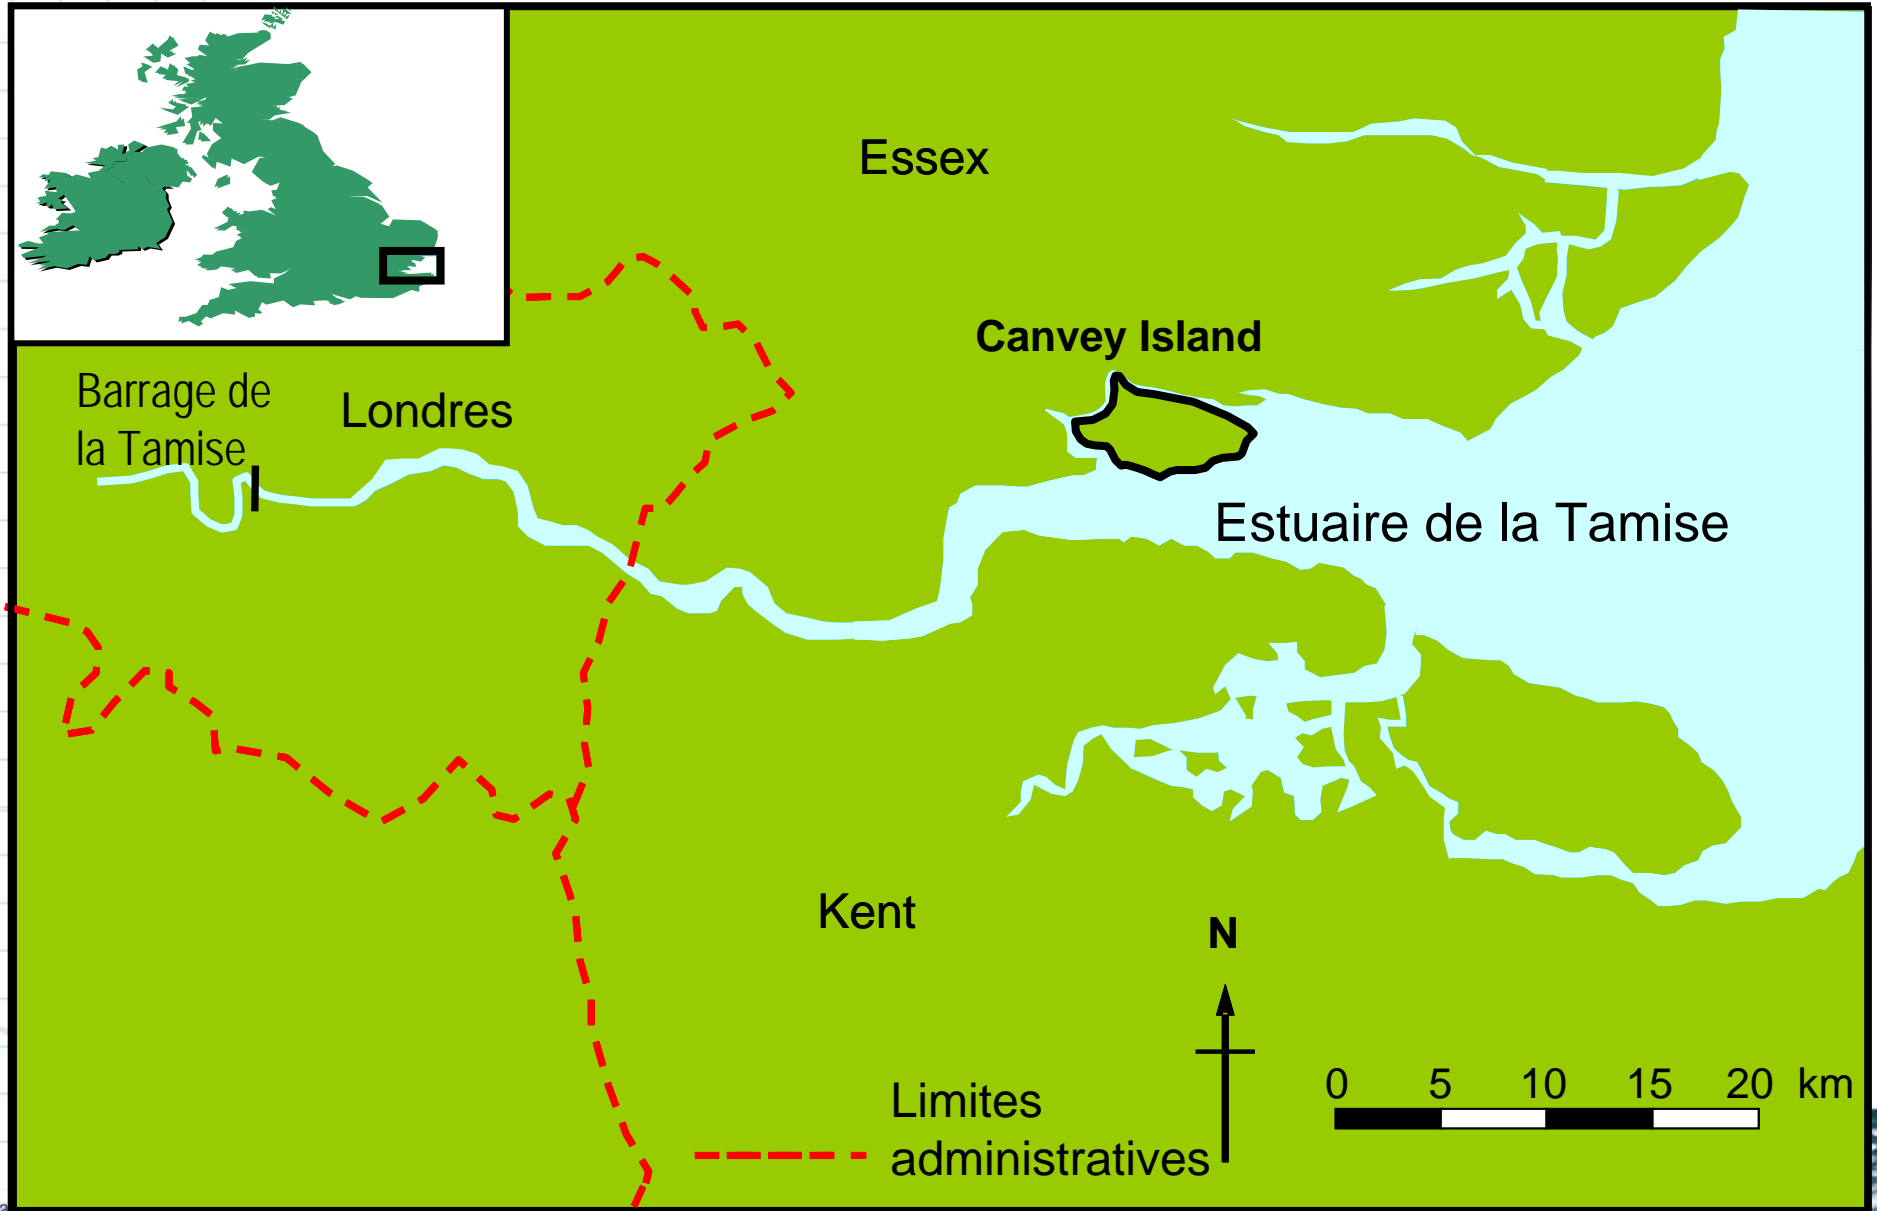 Essex
Canvey Island
Barrage de
la Tamise
Londres
Estuaire de la Tamise
Kent
N
0 5 10 15 20 km
Limites
administratives